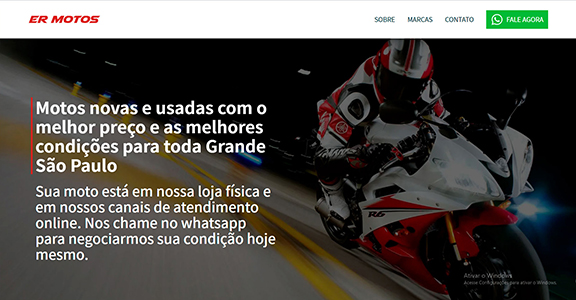 ER MOTOS
SOBRE MARCAS CONTATO FALE AGORA
Motos novas e usadas com o
melhor preço e as melhores
condições para toda Grande
São Paulo
Sua moto está em nossa loja física e
em nossos canais de atendimento
online. Nos chame no whatsapp
para negociarmos sua condição hoje
mesmo.
R6
Ativar o Windows
Acesse Configurações para ativar o Windows.